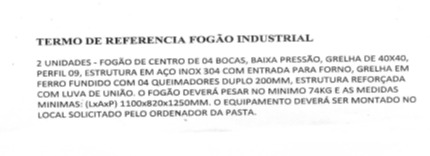 TERMO DE REFERENCIA FOGÃO INDUSTRIAL
2 UNIDADES - FOGÃO DE CENTRO DE 04 BOCAS, BAIXA PRESSÃO, GRELHA DE 40X40,
PERFIL 09, ESTRUTURA EM AÇO INOX 304 COM ENTRADA PARA FORNO, GRELHA EM
FERRO FUNDIDO COM 04 QUEIMADORES DUPLO 200MM, ESTRUTURA REFORÇADA
COM LUVA DE UNIÃO. O FOGÃO DEVERÁ PESAR NO MINIMO 74KG E AS MEDIDAS
MINIMAS: (LxAxP) 1100x820x1250MM. O EQUIPAMENTO DEVERÁ SER MONTADO NO
LOCAL SOLICITADO PELO ORDENADOR DA PASTA.